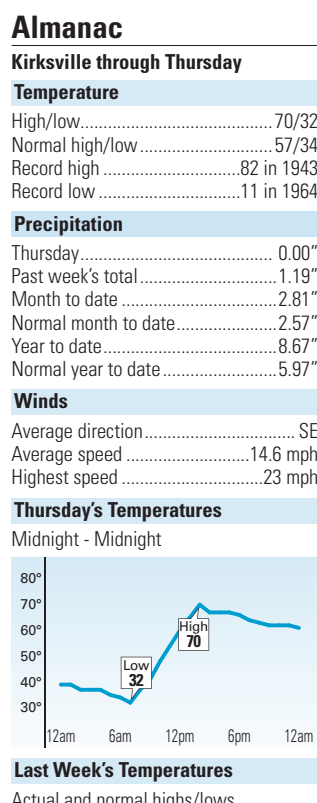 Almanac
Kirksville through Thursday
Temperature
High/low............................................70/32
Normal high/low...............................57/34
Record high ................................82 in 1943
Record low .................................11 in 1964
Precipitation
Thursday............................................. 0.00”
Past week’s total................................1.19”
Month to date ....................................2.81”
Normal month to date.......................2.57”
Year to date........................................8.67”
Normal year to date..........................5.97”
Winds
Average direction................................... SE
Average speed .............................14.6 mph
Highest speed .................................23 mph
Thursday’s Temperatures
Midnight - Midnight
80°
70°
60°
50°
40°
30°
High
70
Low
32
12am 6am 12pm 6pm 12am
Last Week’s Temperatures
Actual and normal highs/lows